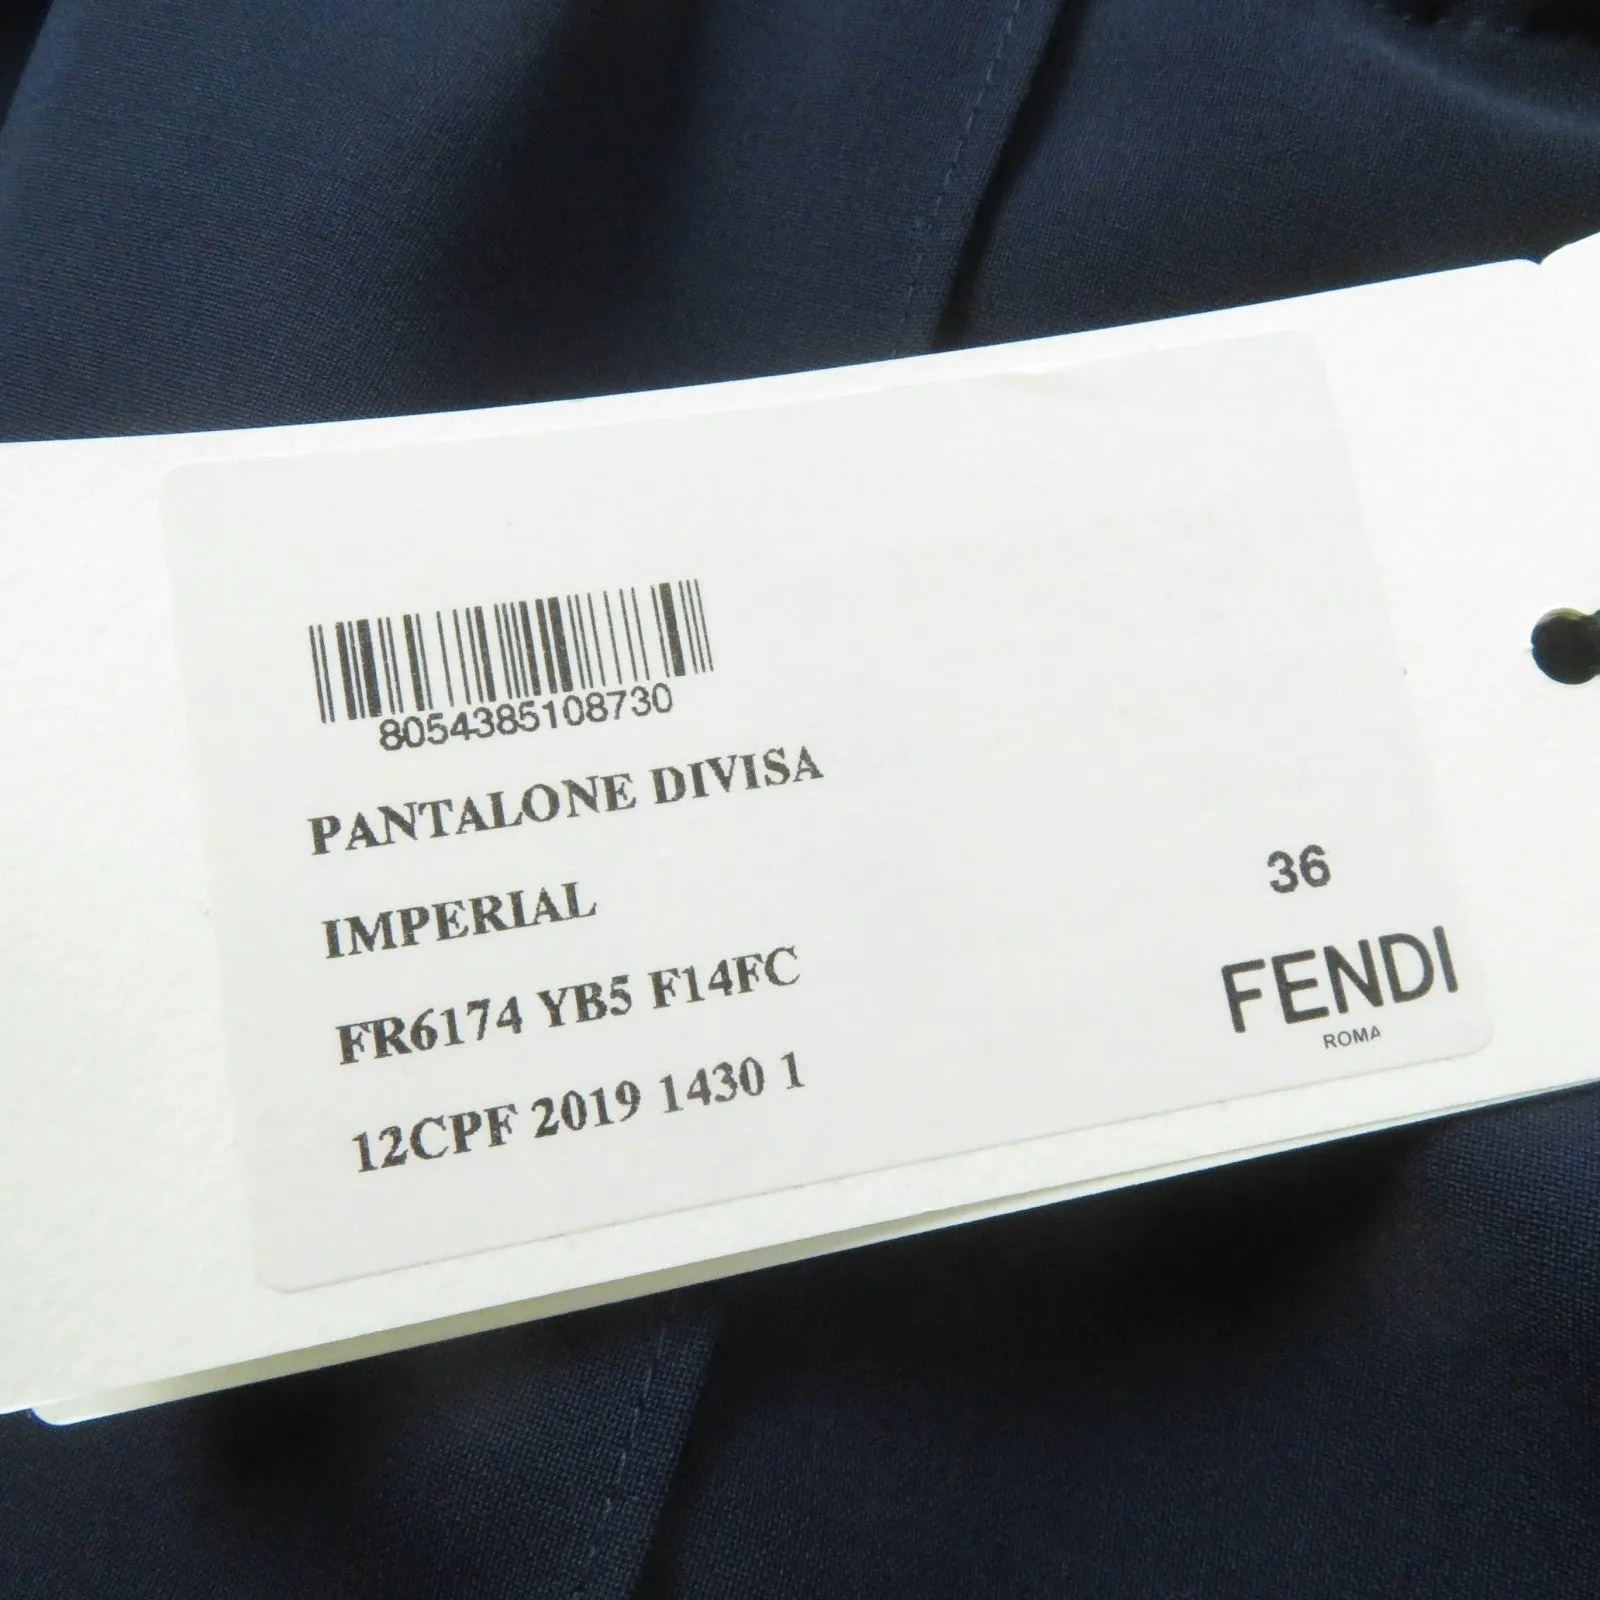 8054385108730
PANTALONE DIVISA
IMPERIAL
36
FR6174 YB5 F14FC
FENDI
ROMA
12CPF 2019 1430 1